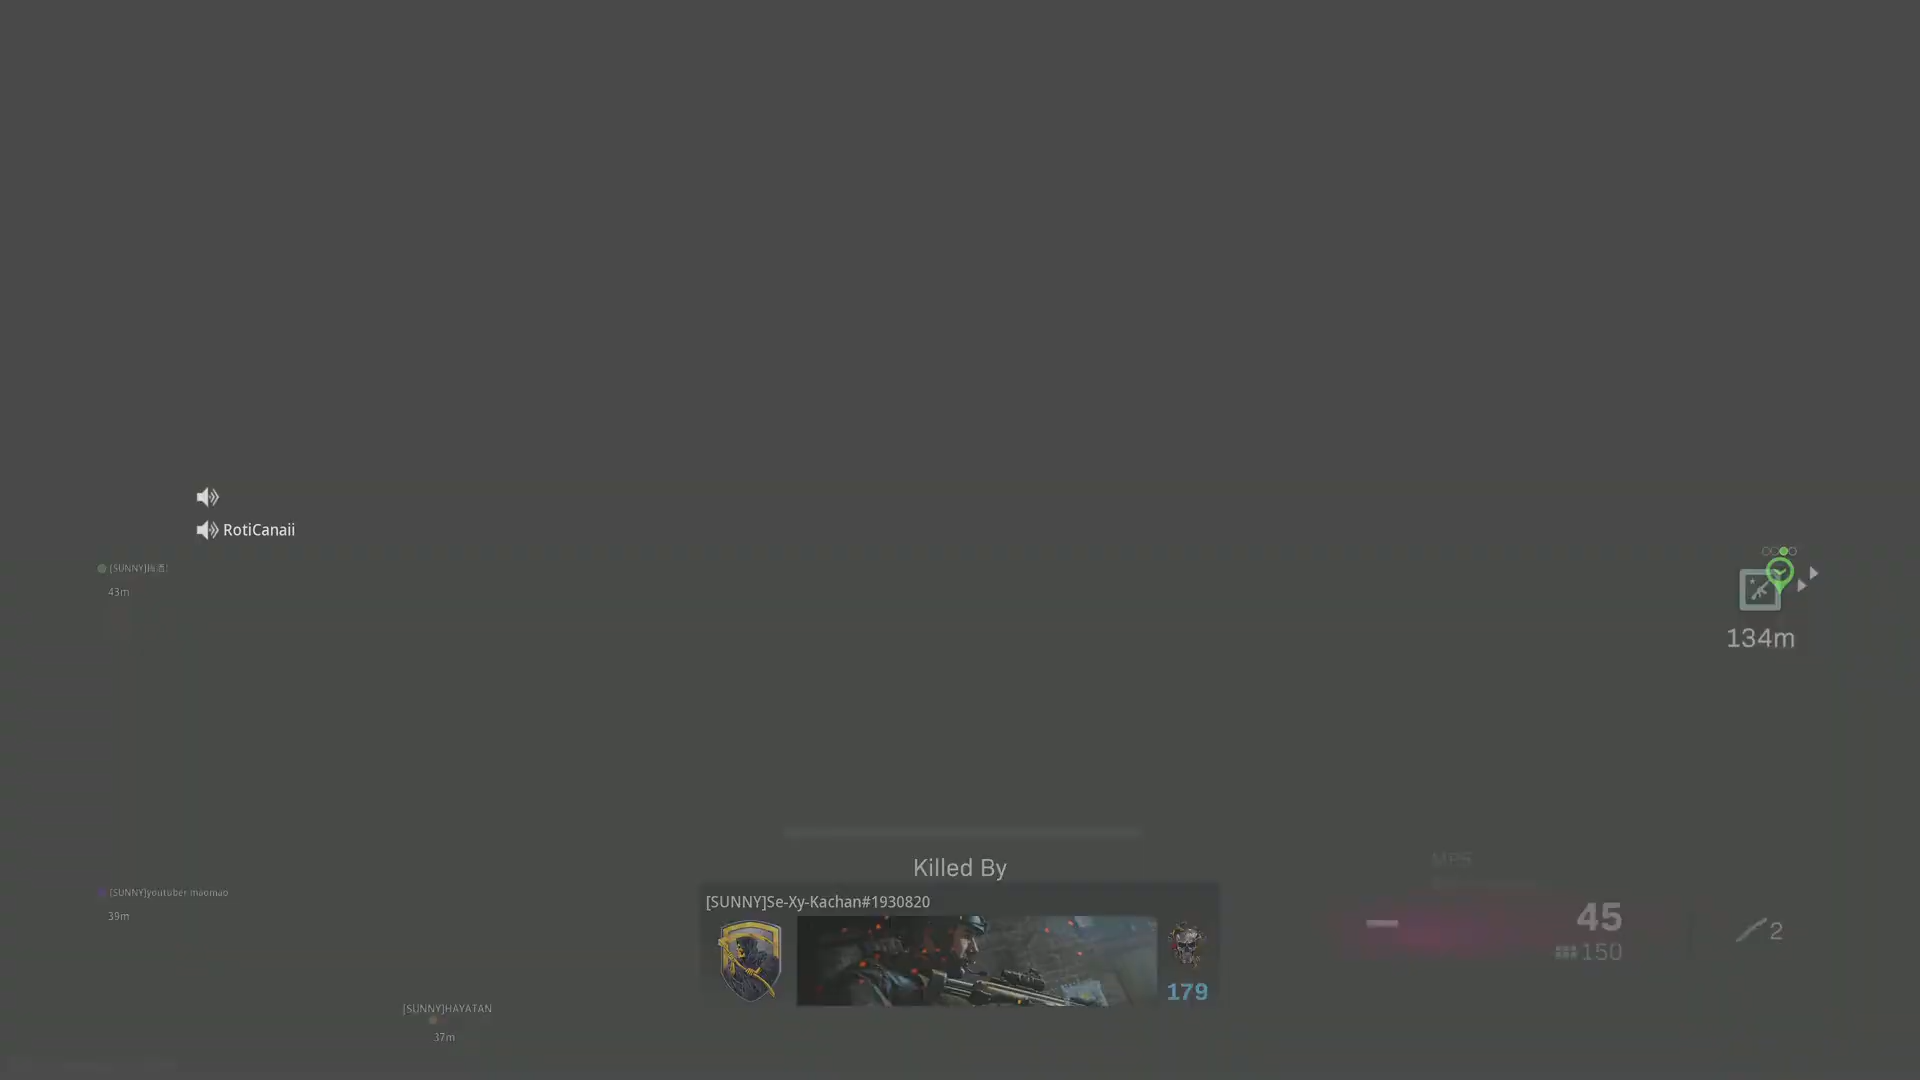 RotiCanaii
43m
134m
MP5
Killed By
[SUNNY]youtuber maomao
39m
[SUNNY]Se-Xy-Kachan#1930820
45
150
2
179
[SUNNY]HAYATAN
37m